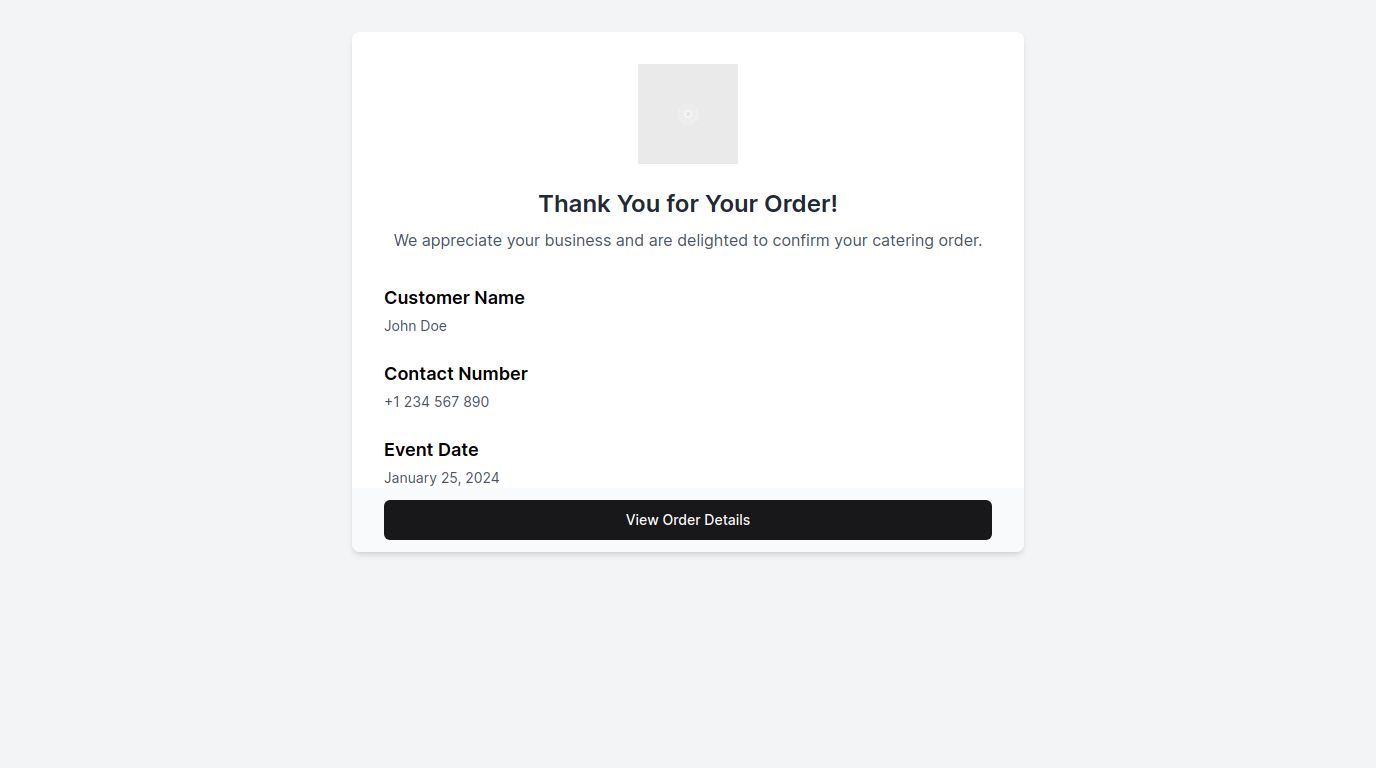 Thank You for Your Order!
We appreciate your business and are delighted to confirm your catering order.
Customer Name
John Doe
Contact Number
+1 234 567 890
Event Date
January 25, 2024
View Order Details